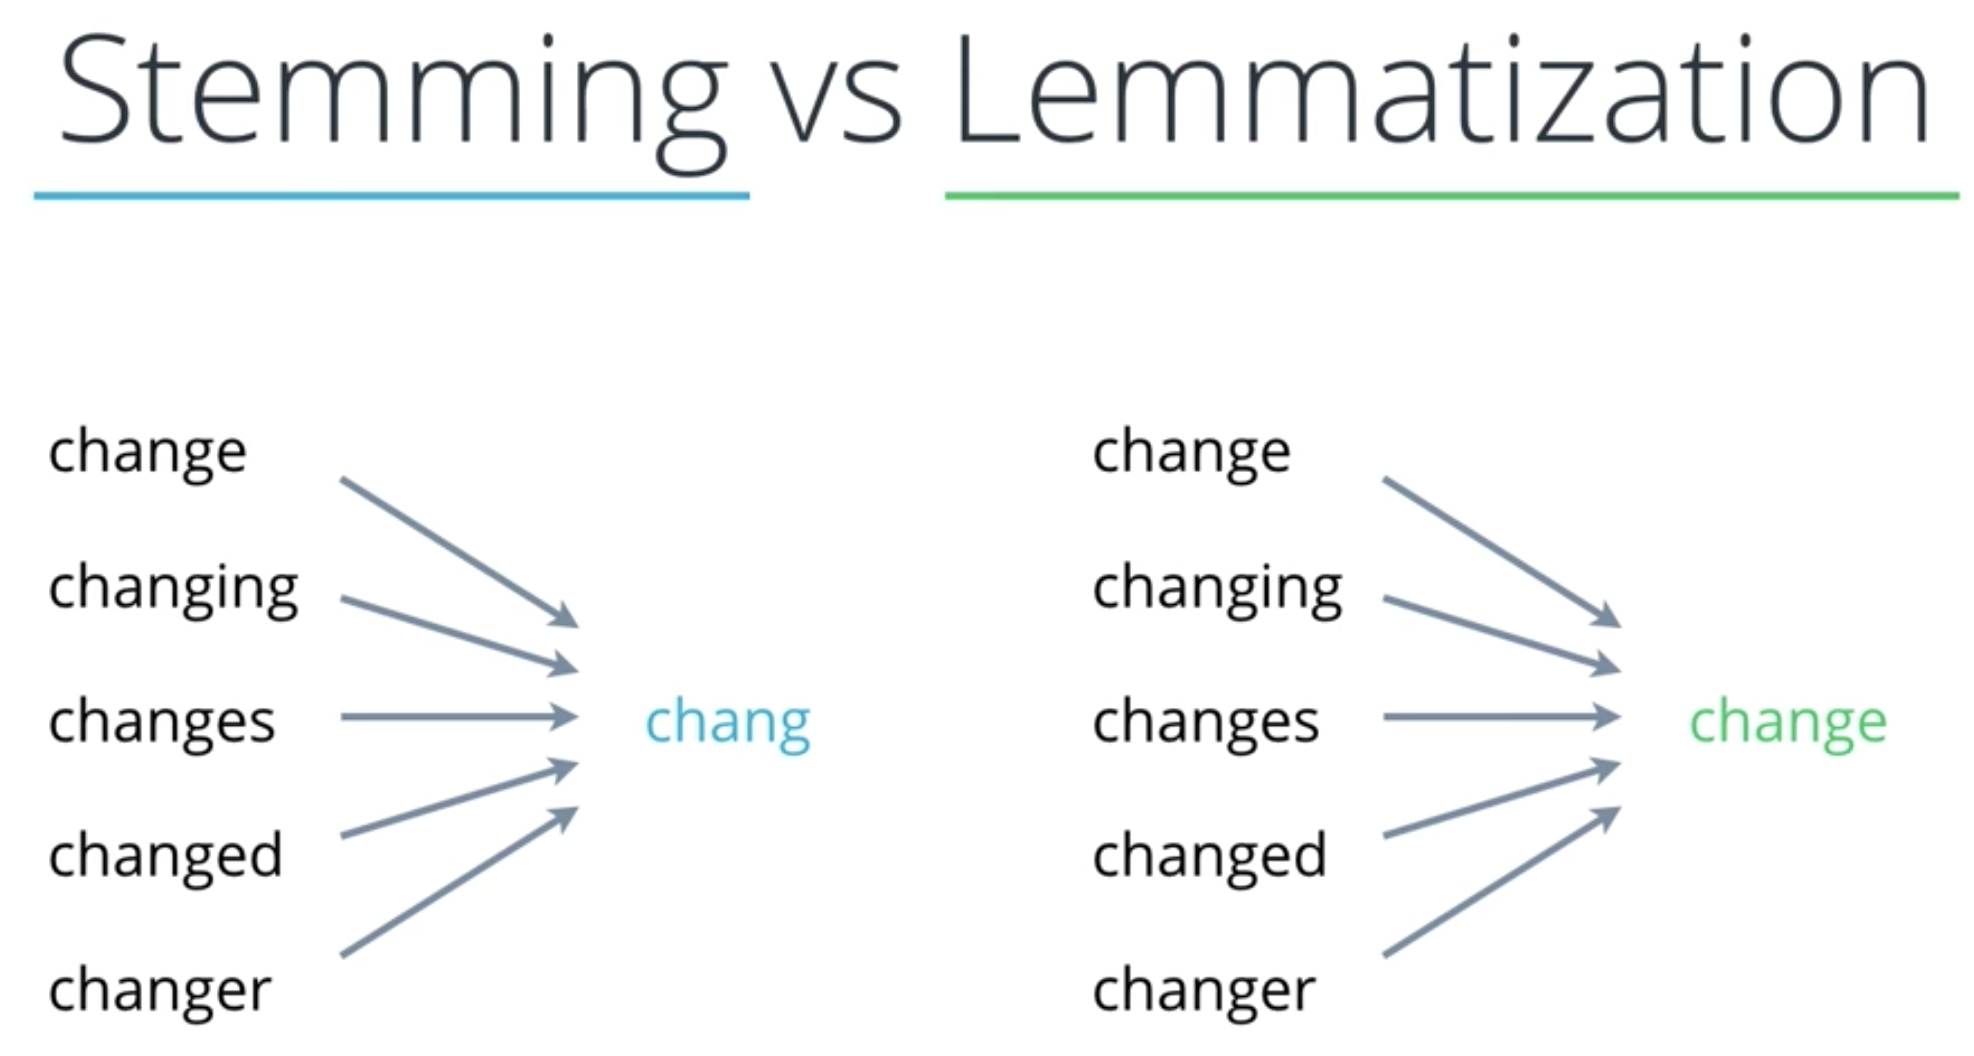 Stemming vs Lemmatization
change
changing
changes
changed
changer
chang
change
changing
changes
changed
changer
change